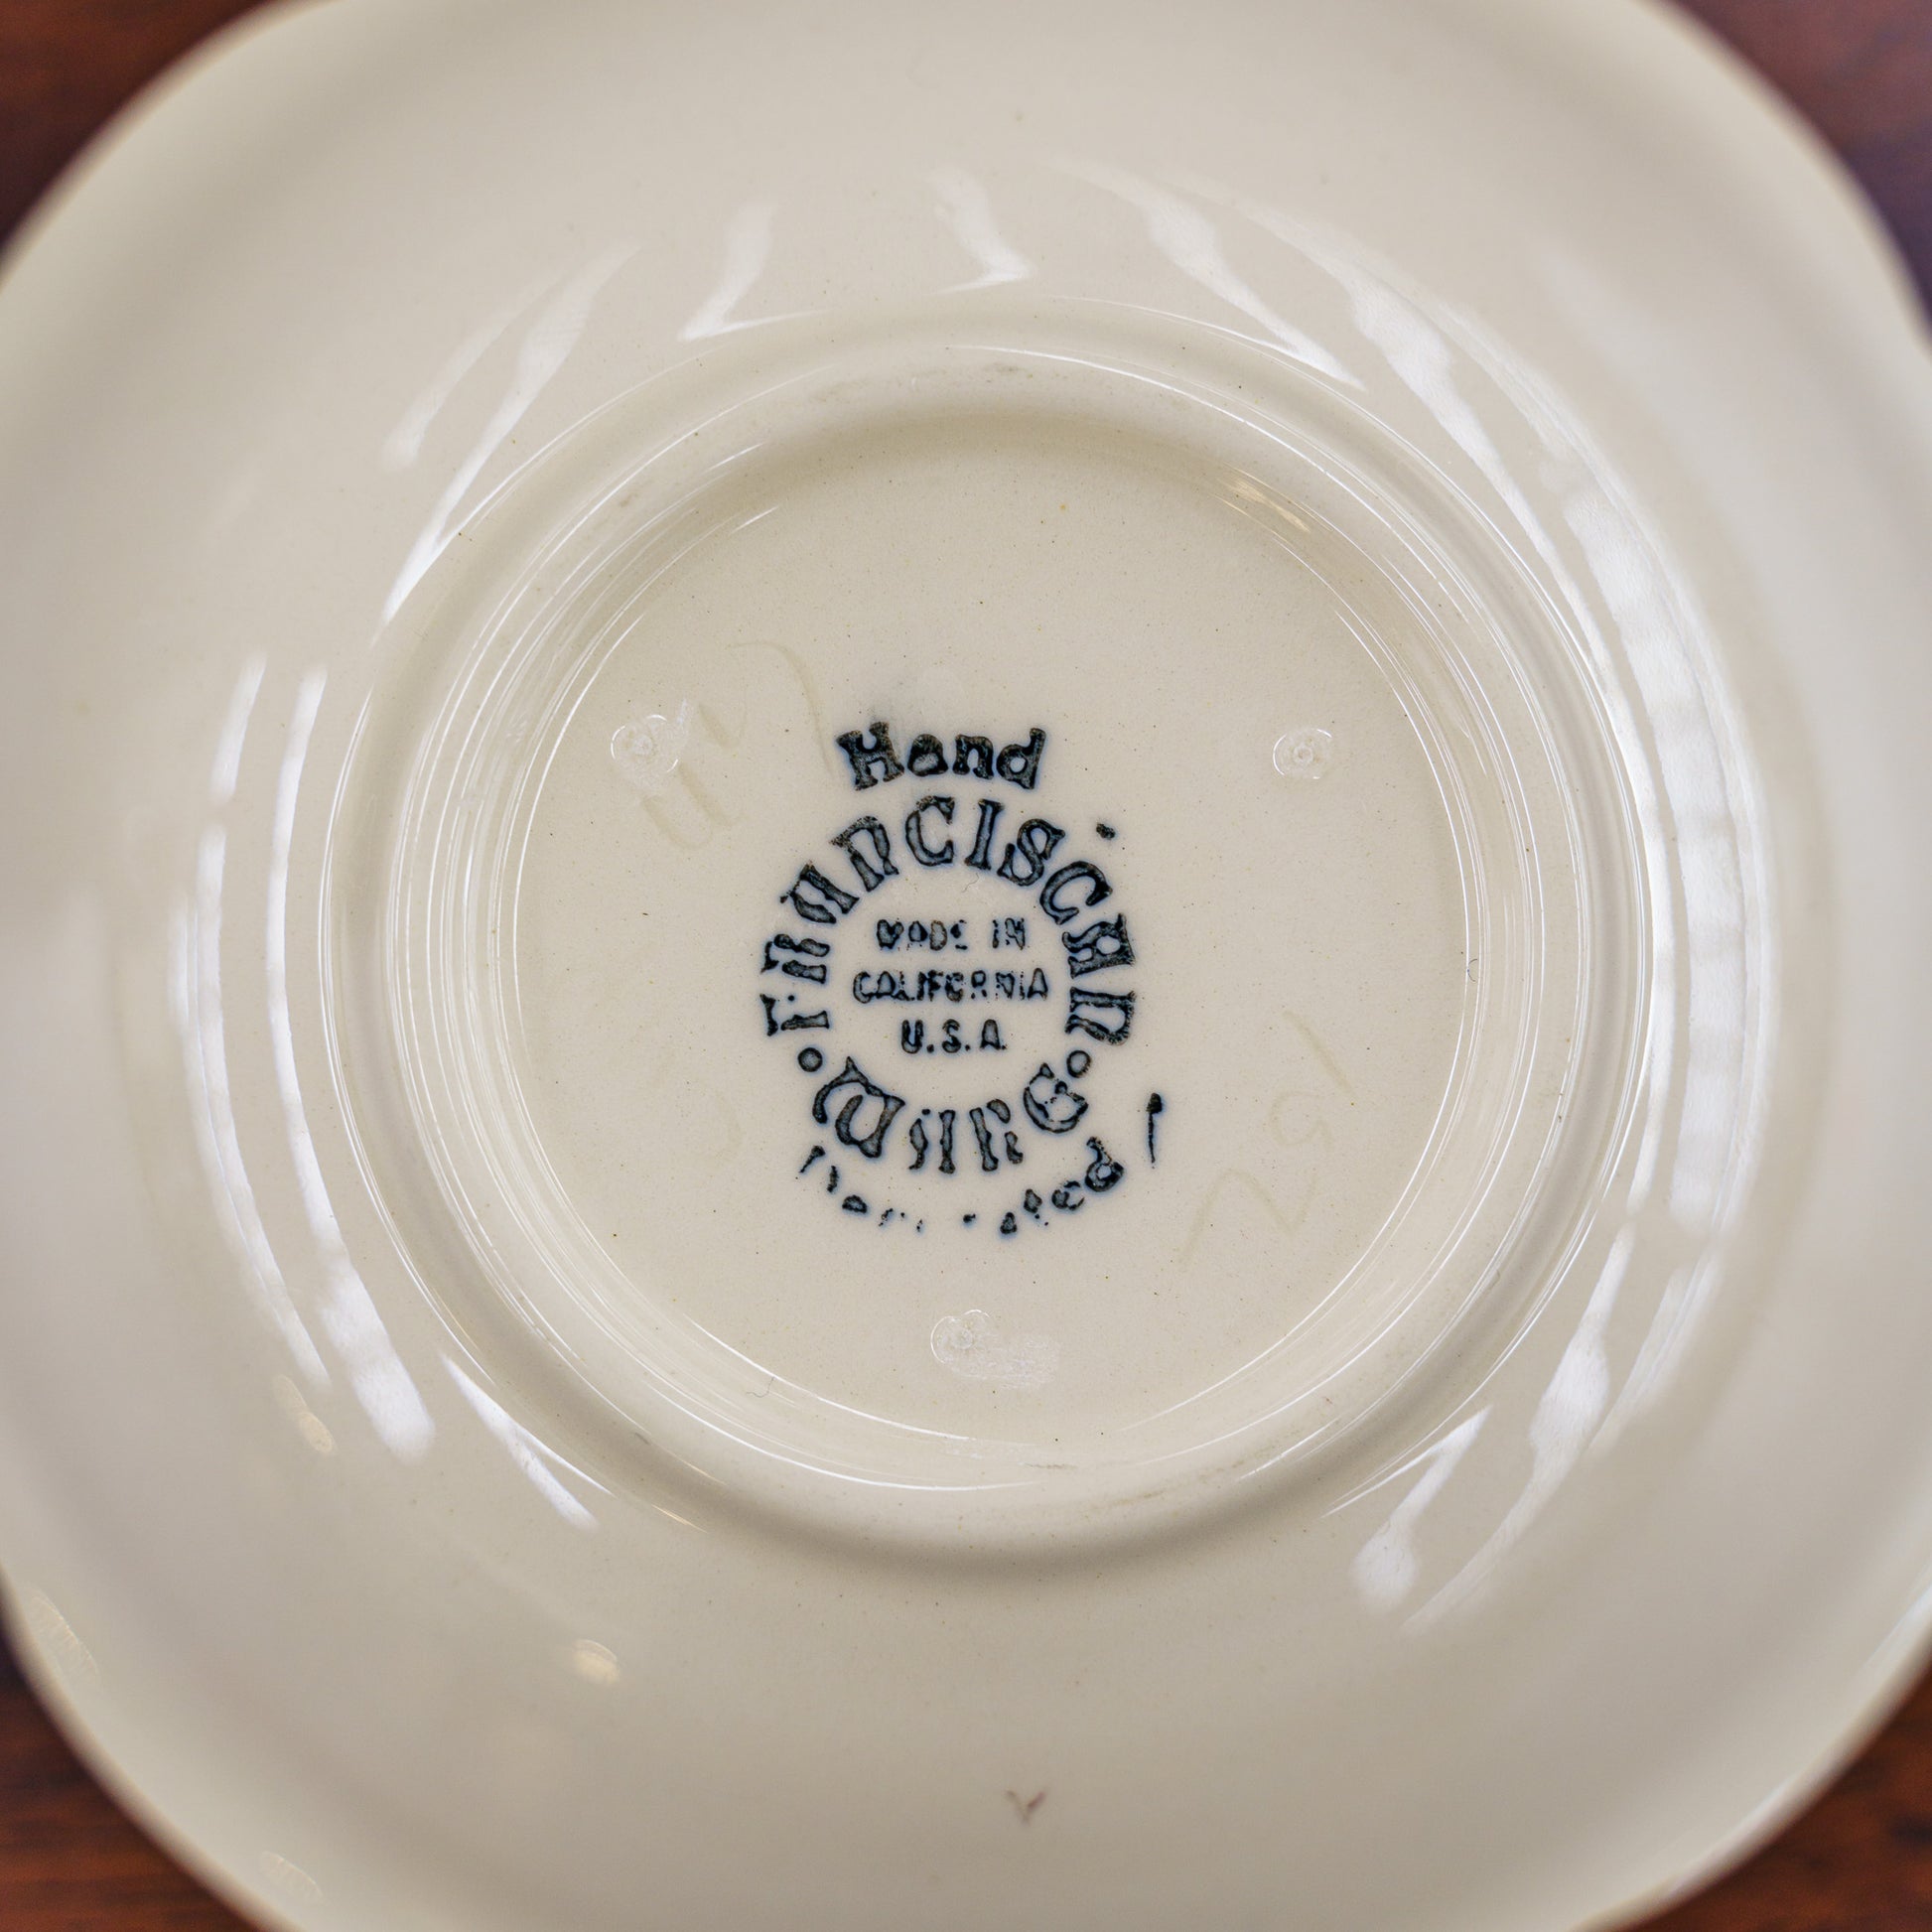 Hand
FRANCISCAN
MADE IN
CALIFORNIA
U.S.A.
WARE